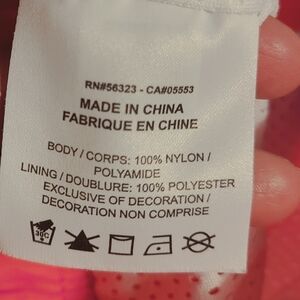 RN#56323 - CA#05553
MADE IN CHINA
FABRIQUE EN CHINE
BODY / CORPS: 100% NYLON /
POLYAMIDE
LINING / DOUBLURE: 100% POLYESTER
EXCLUSIVE OF DECORATION /
DECORATION NON COMPRISE
30C